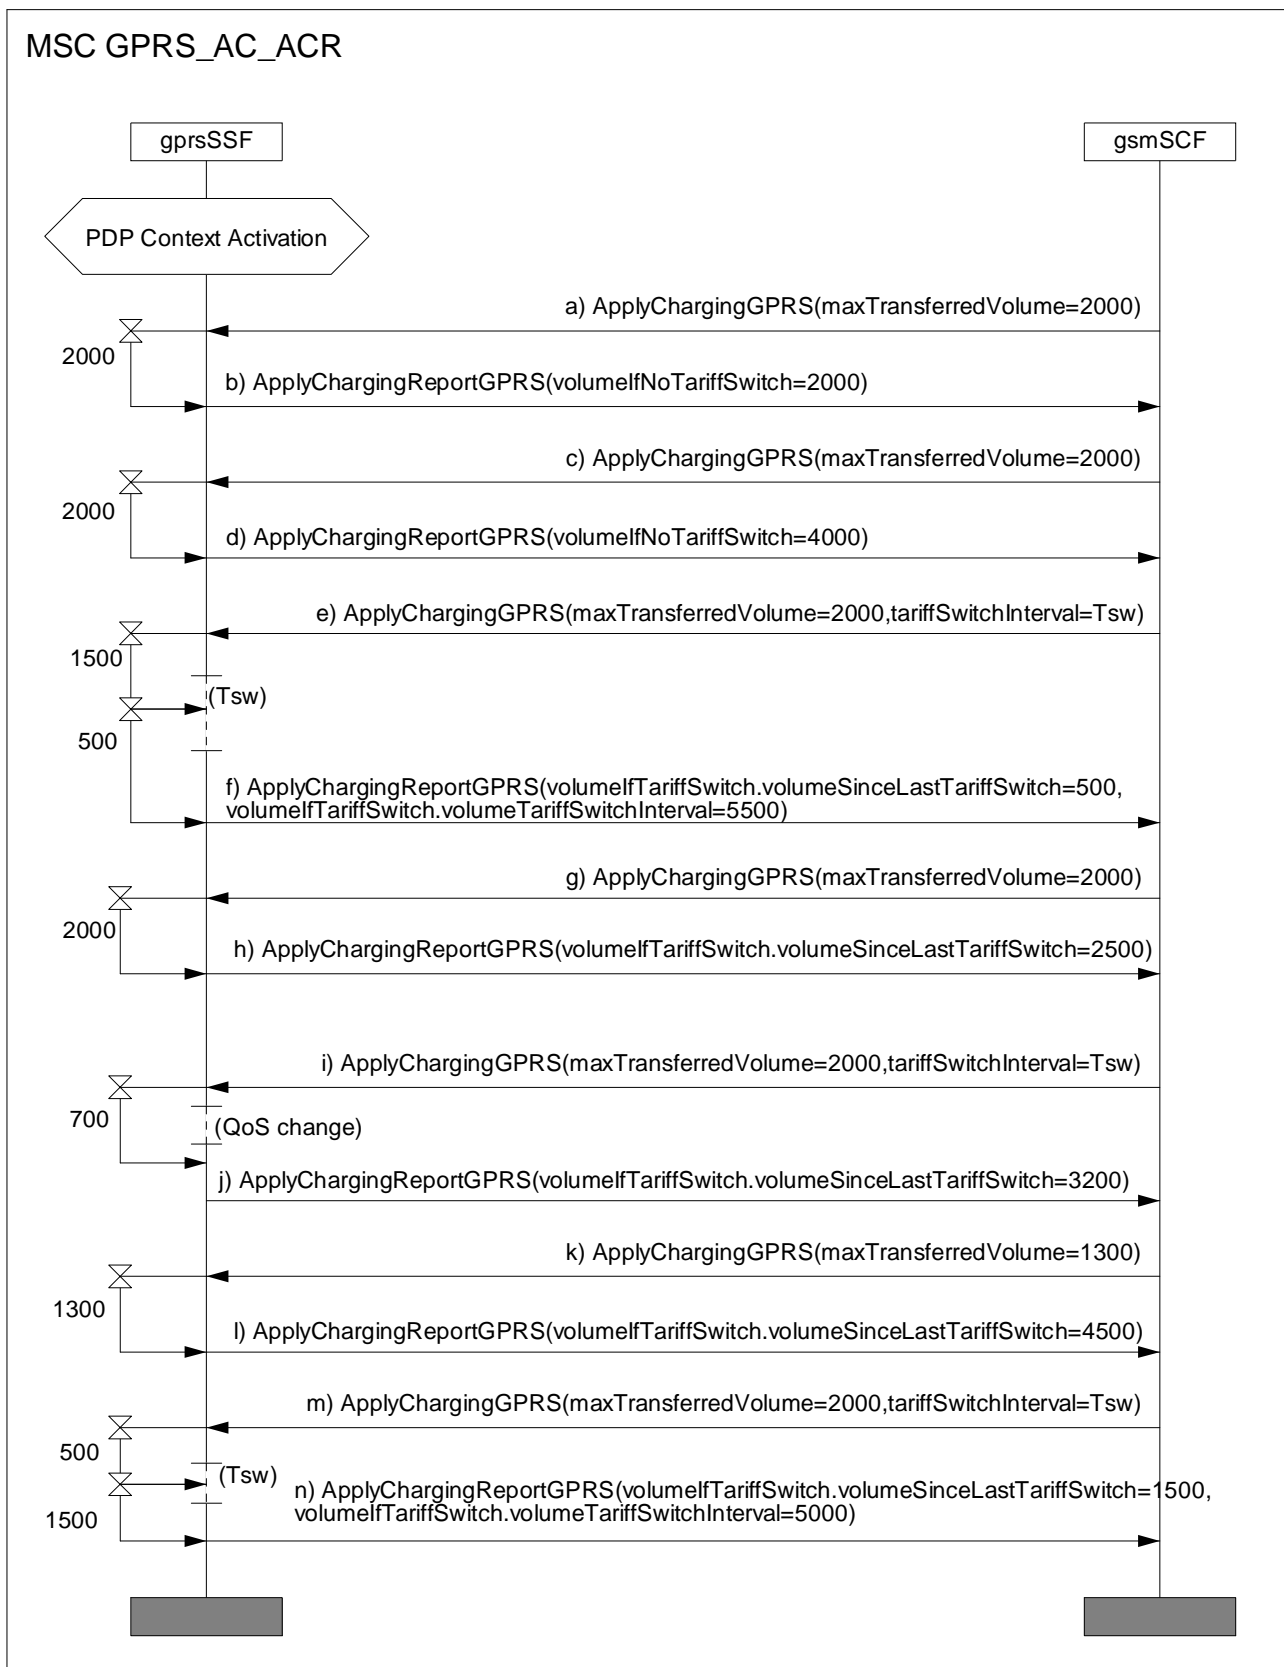 MSC GPRS_AC_ACR
gprsSSF
gsmSCF
PDP Context Activation
a) ApplyChargingGPRS(maxTransferredVolume=2000)
2000
b) ApplyChargingReportGPRS(volumeIfNoTariffSwitch=2000)
c) ApplyChargingGPRS(maxTransferredVolume=2000)
2000
d) ApplyChargingReportGPRS(volumeIfNoTariffSwitch=4000)
e) ApplyChargingGPRS(maxTransferredVolume=2000,tariffSwitchInterval=Tsw)
1500
(Tsw)
500
f) ApplyChargingReportGPRS(volumeIfTariffSwitch.volumeSinceLastTariffSwitch=500,
volumeIfTariffSwitch.volumeTariffSwitchInterval=5500)
g) ApplyChargingGPRS(maxTransferredVolume=2000)
2000
h) ApplyChargingReportGPRS(volumeIfTariffSwitch.volumeSinceLastTariffSwitch=2500)
i) ApplyChargingGPRS(maxTransferredVolume=2000,tariffSwitchInterval=Tsw)
700
(QoS change)
j) ApplyChargingReportGPRS(volumeIfTariffSwitch.volumeSinceLastTariffSwitch=3200)
k) ApplyChargingGPRS(maxTransferredVolume=1300)
1300
l) ApplyChargingReportGPRS(volumeIfTariffSwitch.volumeSinceLastTariffSwitch=4500)
m) ApplyChargingGPRS(maxTransferredVolume=2000,tariffSwitchInterval=Tsw)
500
(Tsw)
n) ApplyChargingReportGPRS(volumeIfTariffSwitch.volumeSinceLastTariffSwitch=1500,
volumeIfTariffSwitch.volumeTariffSwitchInterval=5000)
1500